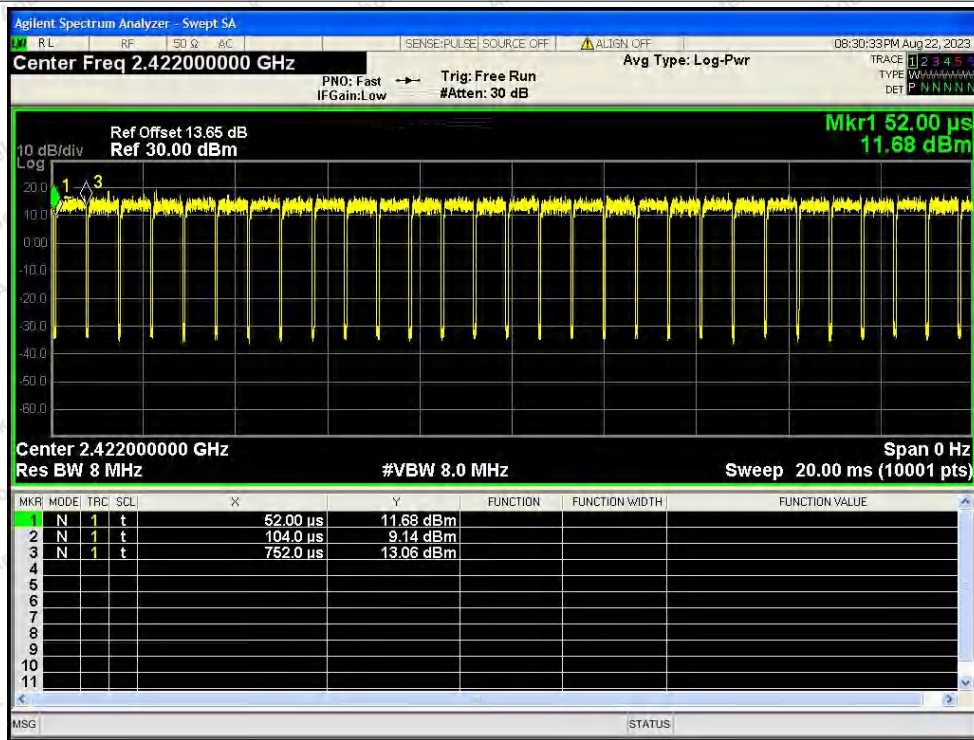 Agilent Spectrum Analyzer - Swept SA
RL RF 50 Ω AC SENSE:PULSE SOURCE OFF ALIGN OFF 08:30:33PM Aug 22, 2023
Center Freq 2.422000000 GHz
PNO: Fast
IFGain:Low
Trig: Free Run
#Atten: 30 dB
Avg Type: Log-Pwr
TRACE 1 2 3 4 5
TYPE W
DET P N N N N N
Mkr1 52.00 µs
11.68 dBm
Ref Offset 13.65 dB
10 dB/div Ref 30.00 dBm
Log
20.0
10.0
0.00
-10.0
-20.0
-30.0
-40.0
-50.0
-60.0
1 3
Center 2.422000000 GHz Span 0 Hz
Res BW 8 MHz #VBW 8.0 MHz Sweep 20.00 ms (10001 pts)
MKR MODE TRC SCL X Y FUNCTION FUNCTION WIDTH FUNCTION VALUE
1 N 1 t 52.00 µs 11.68 dBm
2 N 1 t 104.0 µs 9.14 dBm
3 N 1 t 752.0 µs 13.06 dBm
4
5
6
7
8
9
10
11
MSG STATUS